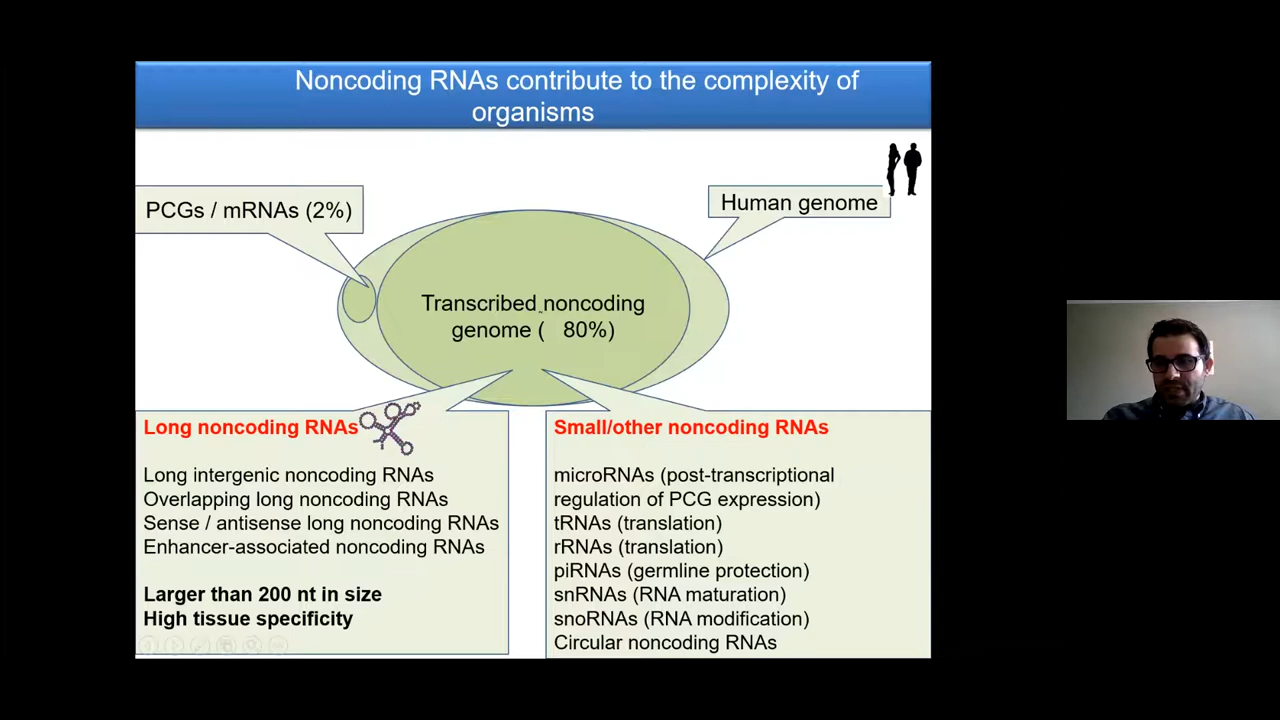 Noncoding RNAs contribute to the complexity of
organisms
PCGs / mRNAs (2%)
Human genome
Transcribed noncoding
genome (   80%)
Long noncoding RNAs
Long intergenic noncoding RNAs
Overlapping long noncoding RNAs
Sense / antisense long noncoding RNAs
Enhancer-associated noncoding RNAs
Larger than 200 nt in size
High tissue specificity
Small/other noncoding RNAs
microRNAs (post-transcriptional
regulation of PCG expression)
tRNAs (translation)
rRNAs (translation)
piRNAs (germline protection)
snRNAs (RNA maturation)
snoRNAs (RNA modification)
Circular noncoding RNAs